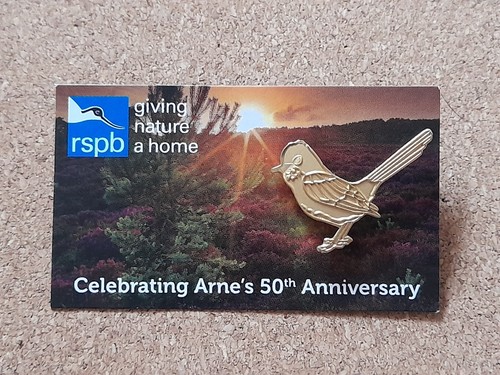 giving
nature
a home
rspb
Celebrating Arne's 50th Anniversary